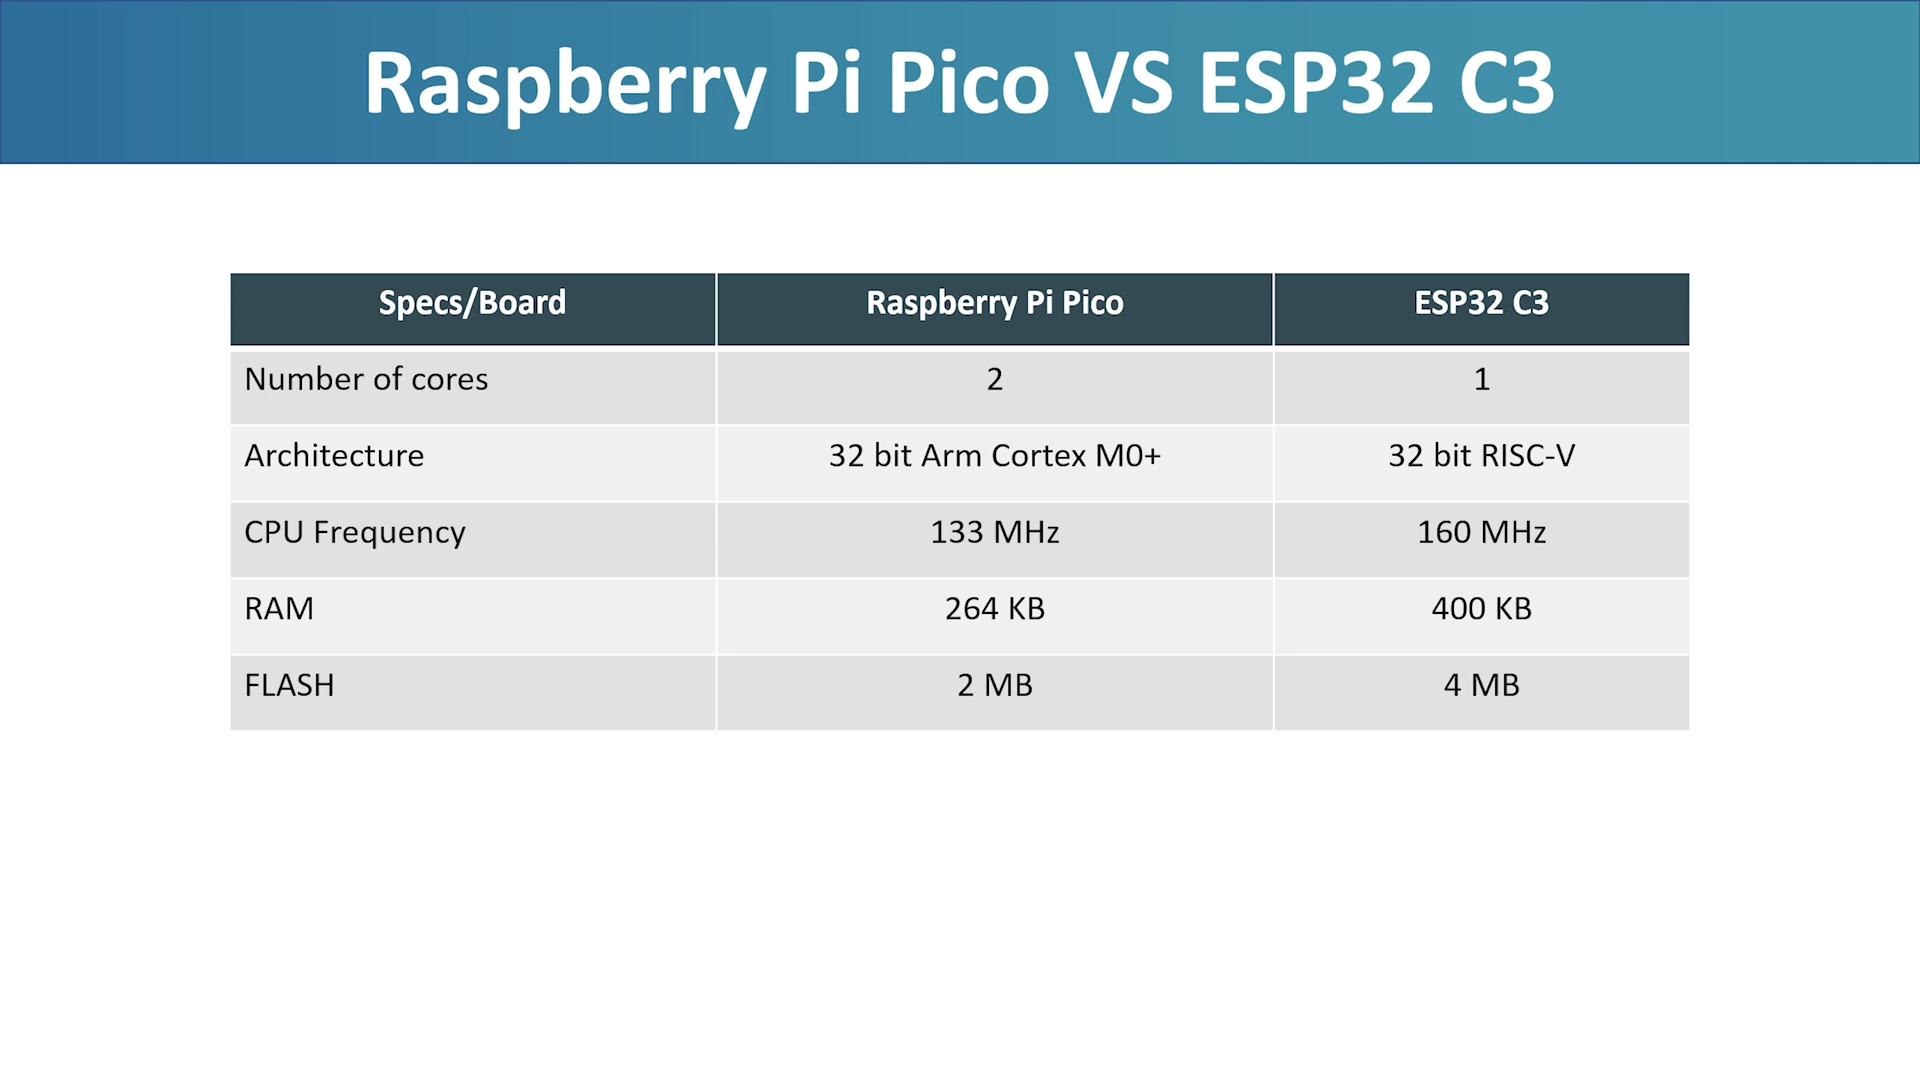 Raspberry Pi Pico VS ESP32 C3
Specs/Board Raspberry Pi Pico ESP32 C3
Number of cores 2 1
Architecture 32 bit Arm Cortex M0+ 32 bit RISC-V
CPU Frequency 133 MHz 160 MHz
RAM 264 KB 400 KB
FLASH 2 MB 4 MB